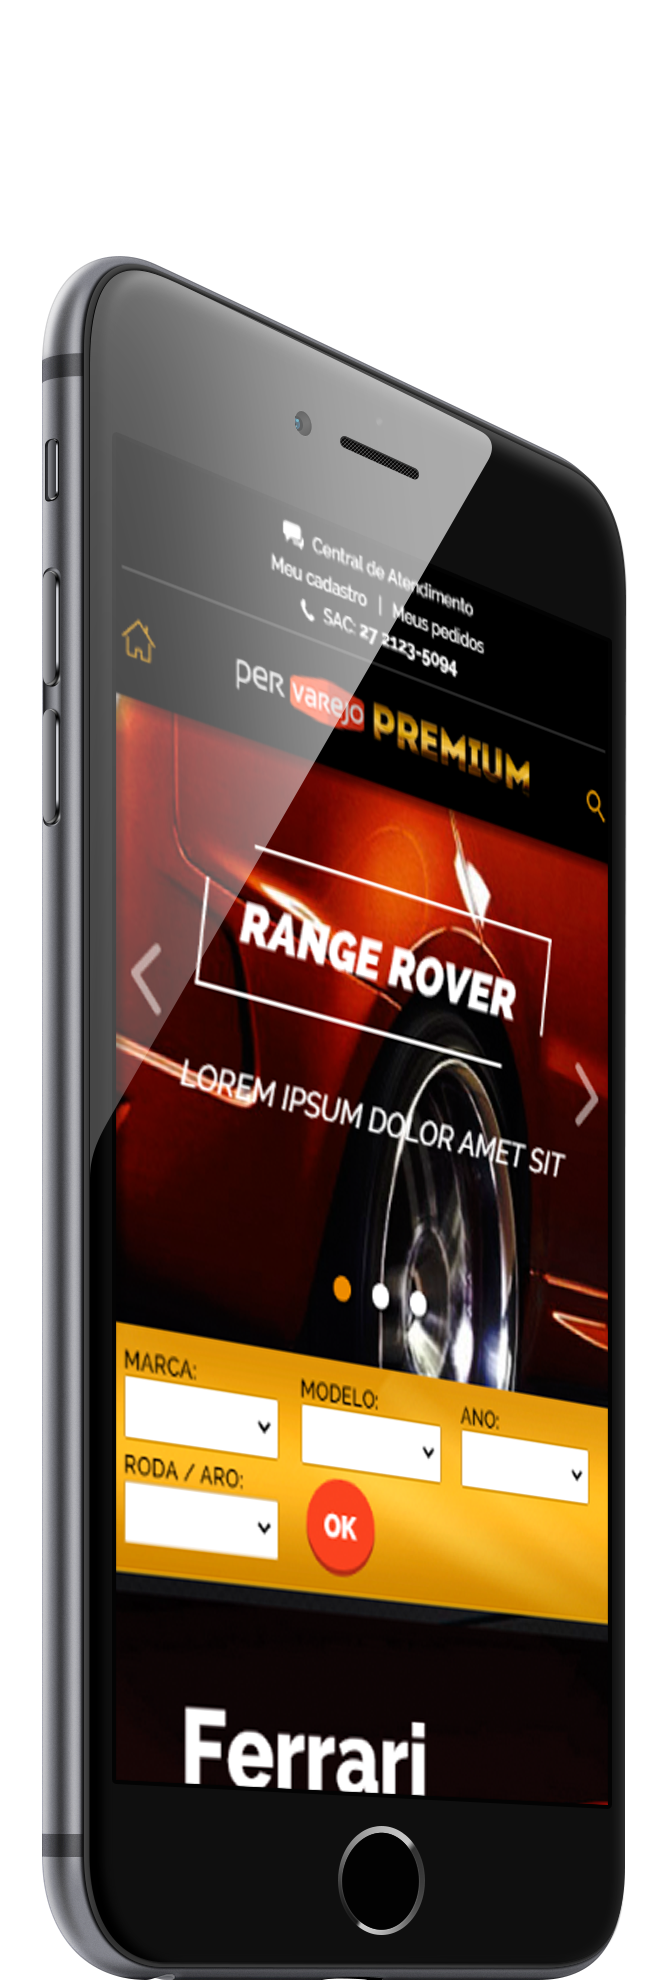 Central de Atendimento
Meu cadastro | Meus pedidos
SAC: 27 2123-5094
per varejo PREMIUM
RANGE ROVER
LOREM IPSUM DOLOR AMET SIT
MARCA:
MODELO:
ANO:
RODA / ARO:
OK
Ferrari